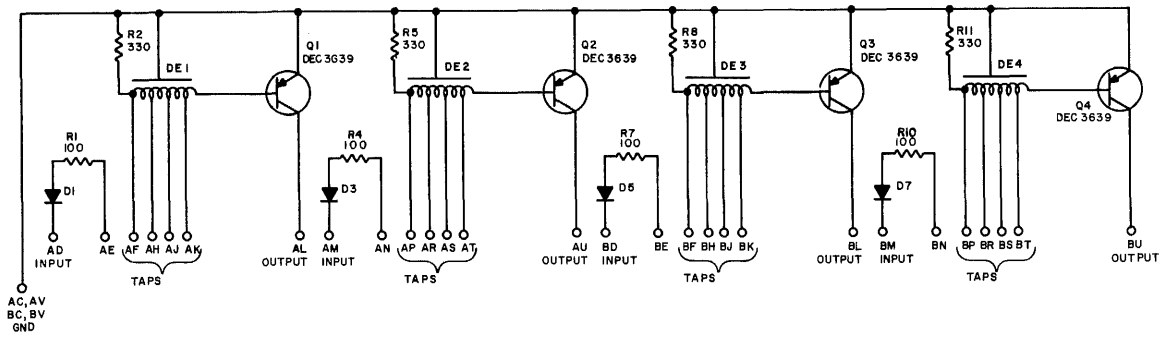 R2
330
Q1
DEC 3G39
DE1
R1
100
D1
AD
INPUT
AE
AF AH AJ AK
TAPS
AL
OUTPUT
R5
330
Q2
DEC 3639
DE2
R4
100
D3
AM
INPUT
AN
AP AR AS AT
TAPS
AU
OUTPUT
R8
330
Q3
DEC 3639
DE3
R7
100
D5
BD
INPUT
BE
BF BH BJ BK
TAPS
BL
OUTPUT
R11
330
DE4
Q4
DEC 3639
R10
100
D7
BM
INPUT
BN
BP BR BS BT
TAPS
BU
OUTPUT
AC, AV
BC, BV
GND